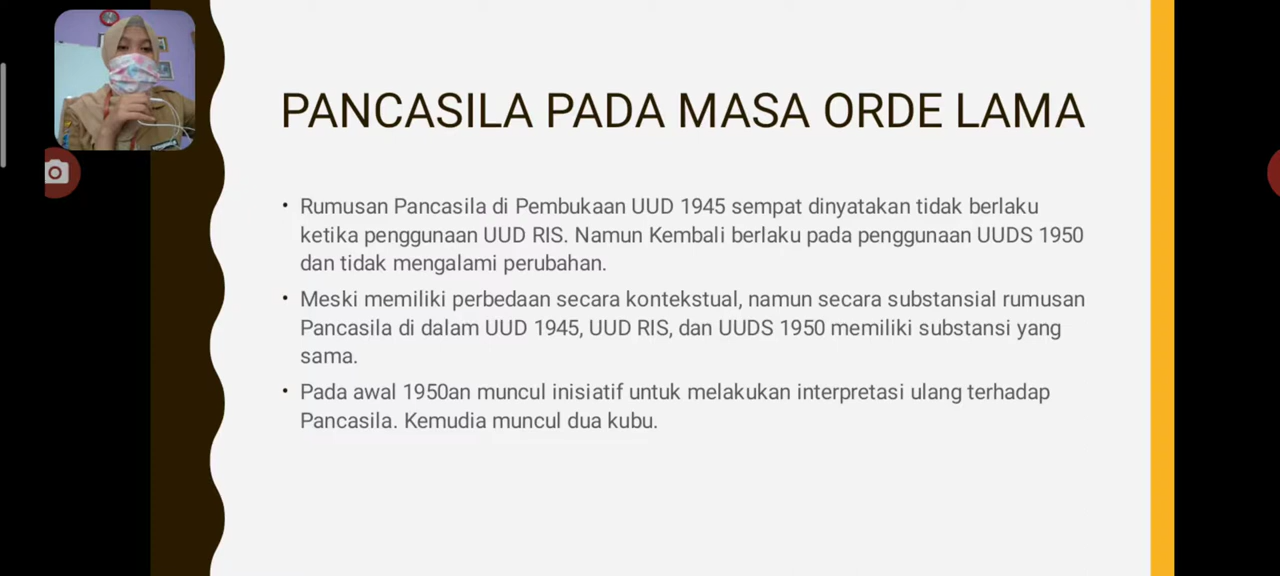 PANCASILA PADA MASA ORDE LAMA
• Rumusan Pancasila di Pembukaan UUD 1945 sempat dinyatakan tidak berlaku
ketika penggunaan UUD RIS. Namun Kembali berlaku pada penggunaan UUDS 1950
dan tidak mengalami perubahan.
• Meski memiliki perbedaan secara kontekstual, namun secara substansial rumusan
Pancasila di dalam UUD 1945, UUD RIS, dan UUDS 1950 memiliki substansi yang
sama.
• Pada awal 1950an muncul inisiatif untuk melakukan interpretasi ulang terhadap
Pancasila. Kemudia muncul dua kubu.